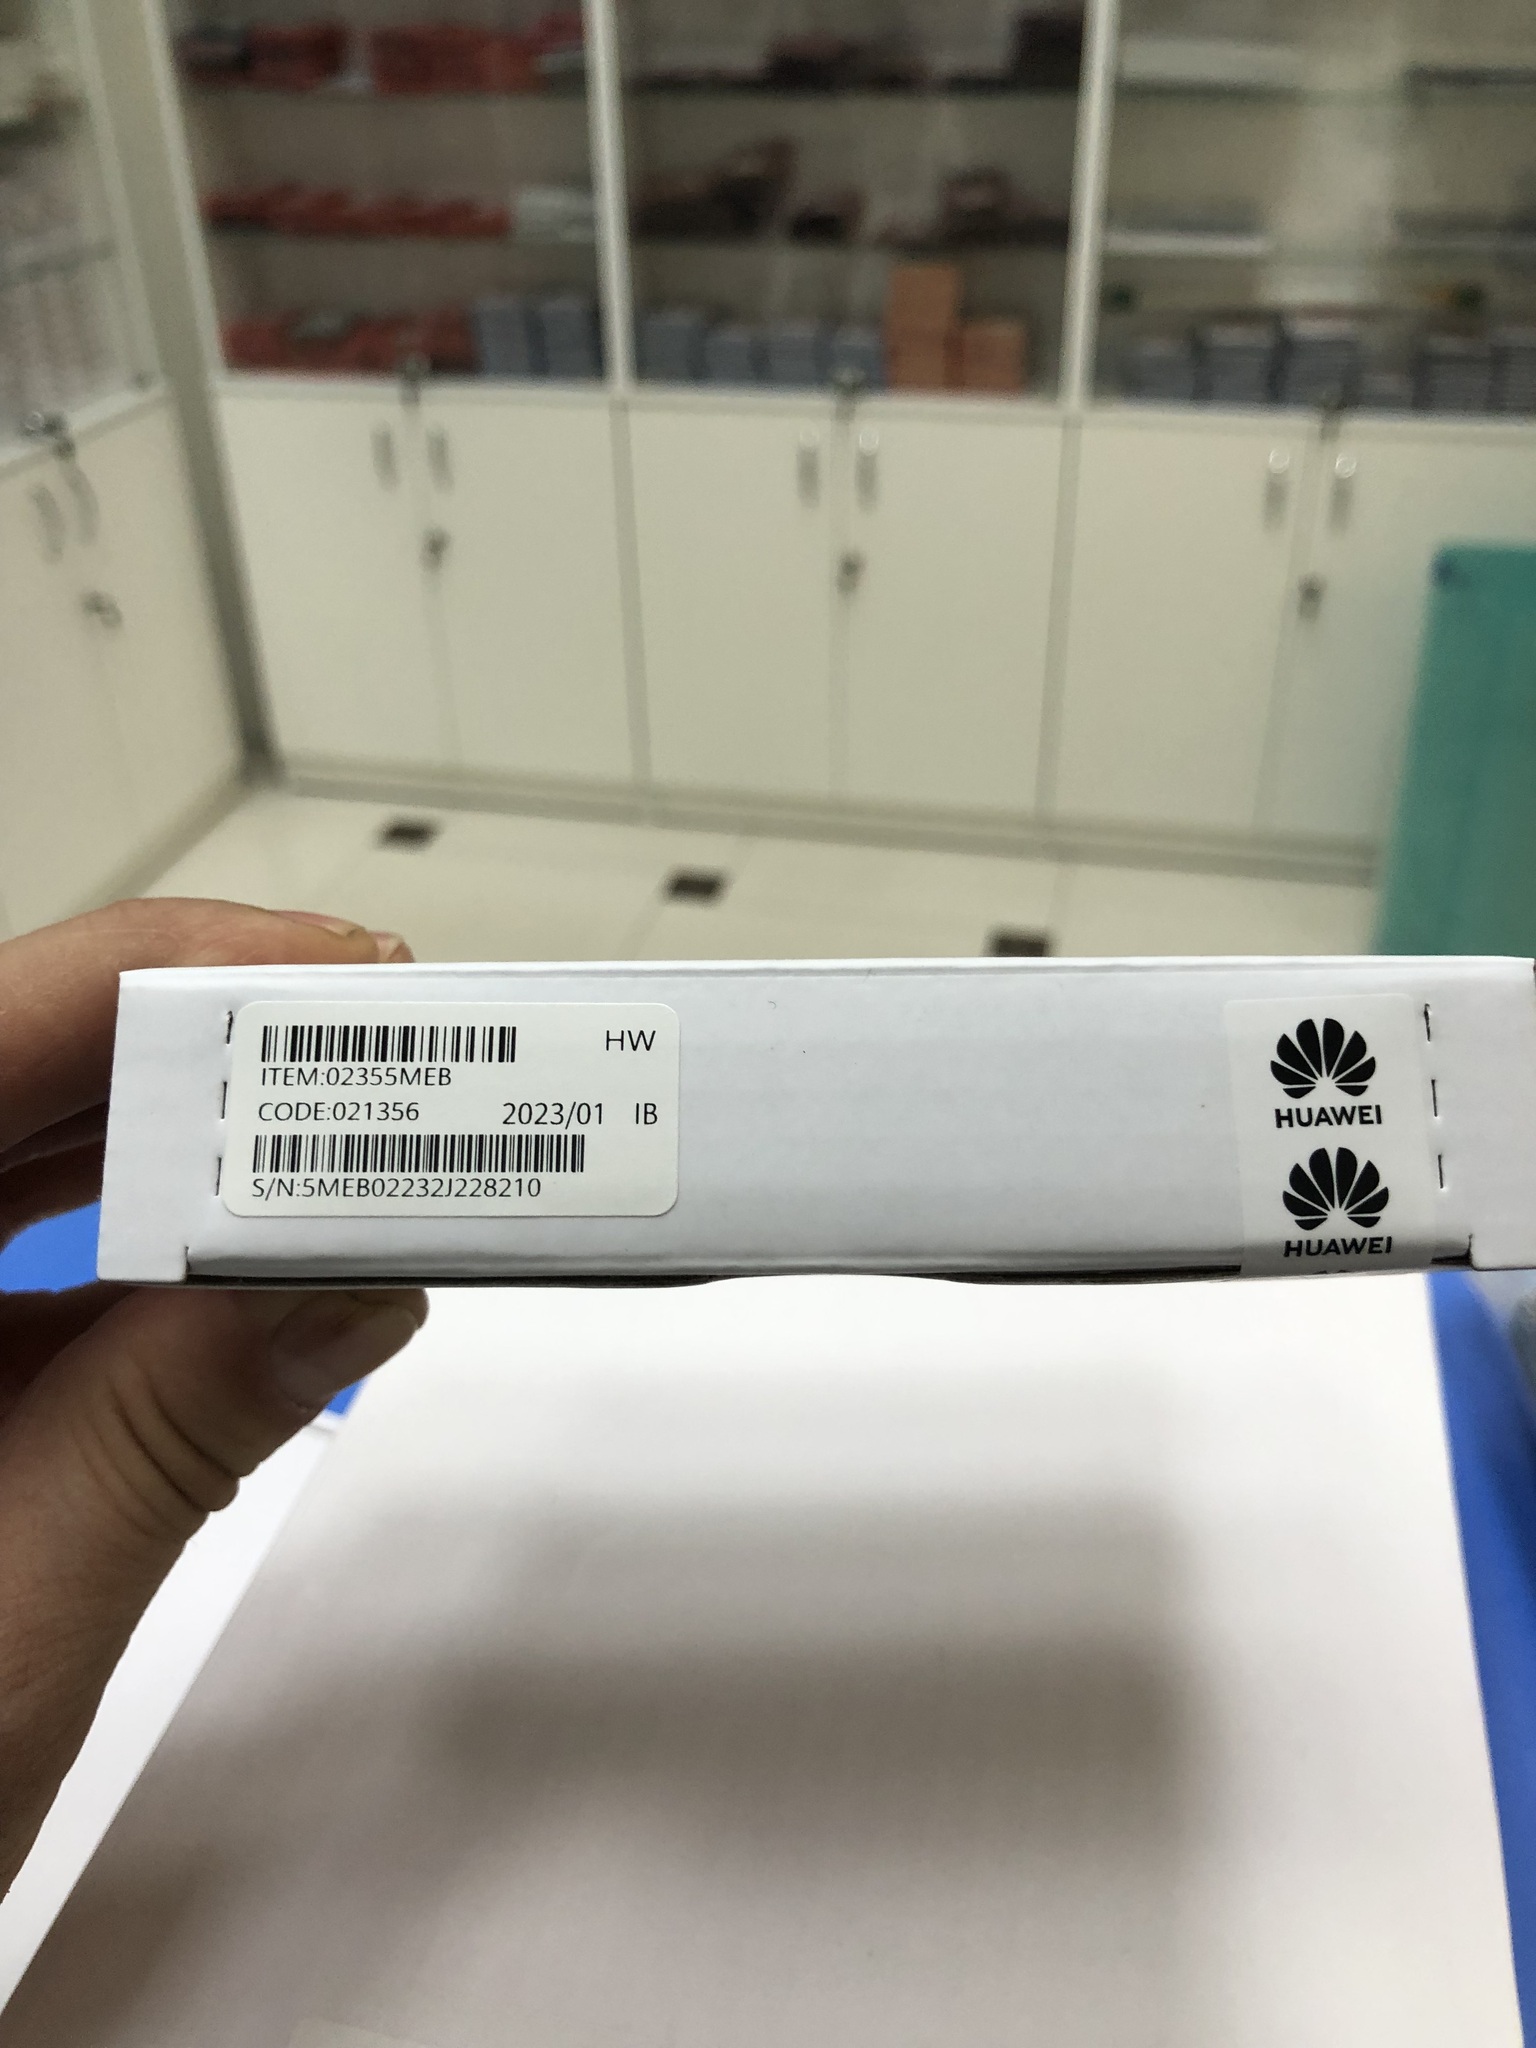 HW
ITEM:02355MEB
CODE:021356 2023/01 IB
S/N:5MEB02232J228210
HUAWEI
HUAWEI